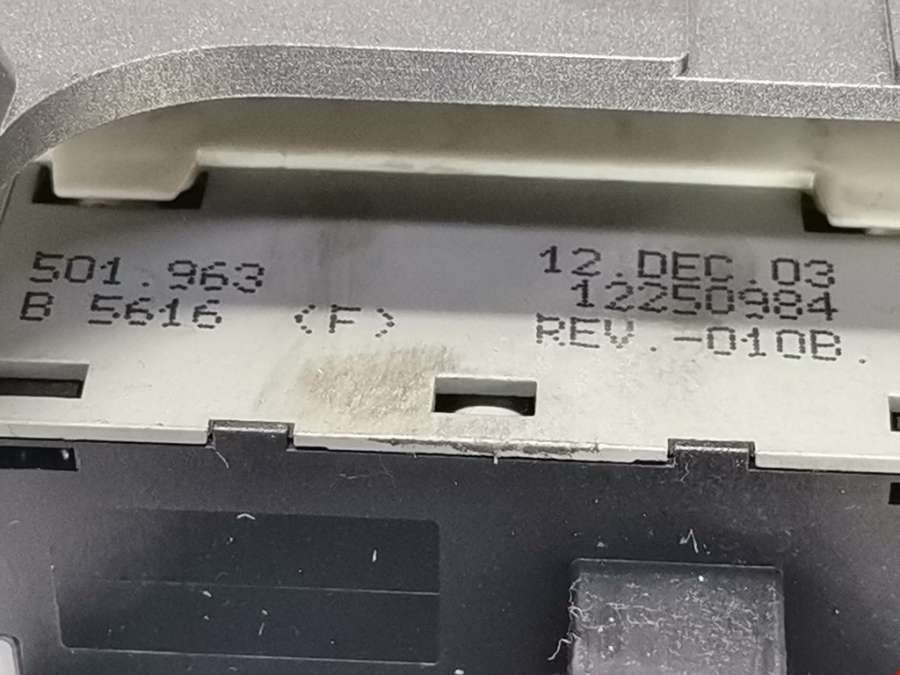 501.963
B 5616 <F>
12.DEC.03
12250984
REV.-010B.